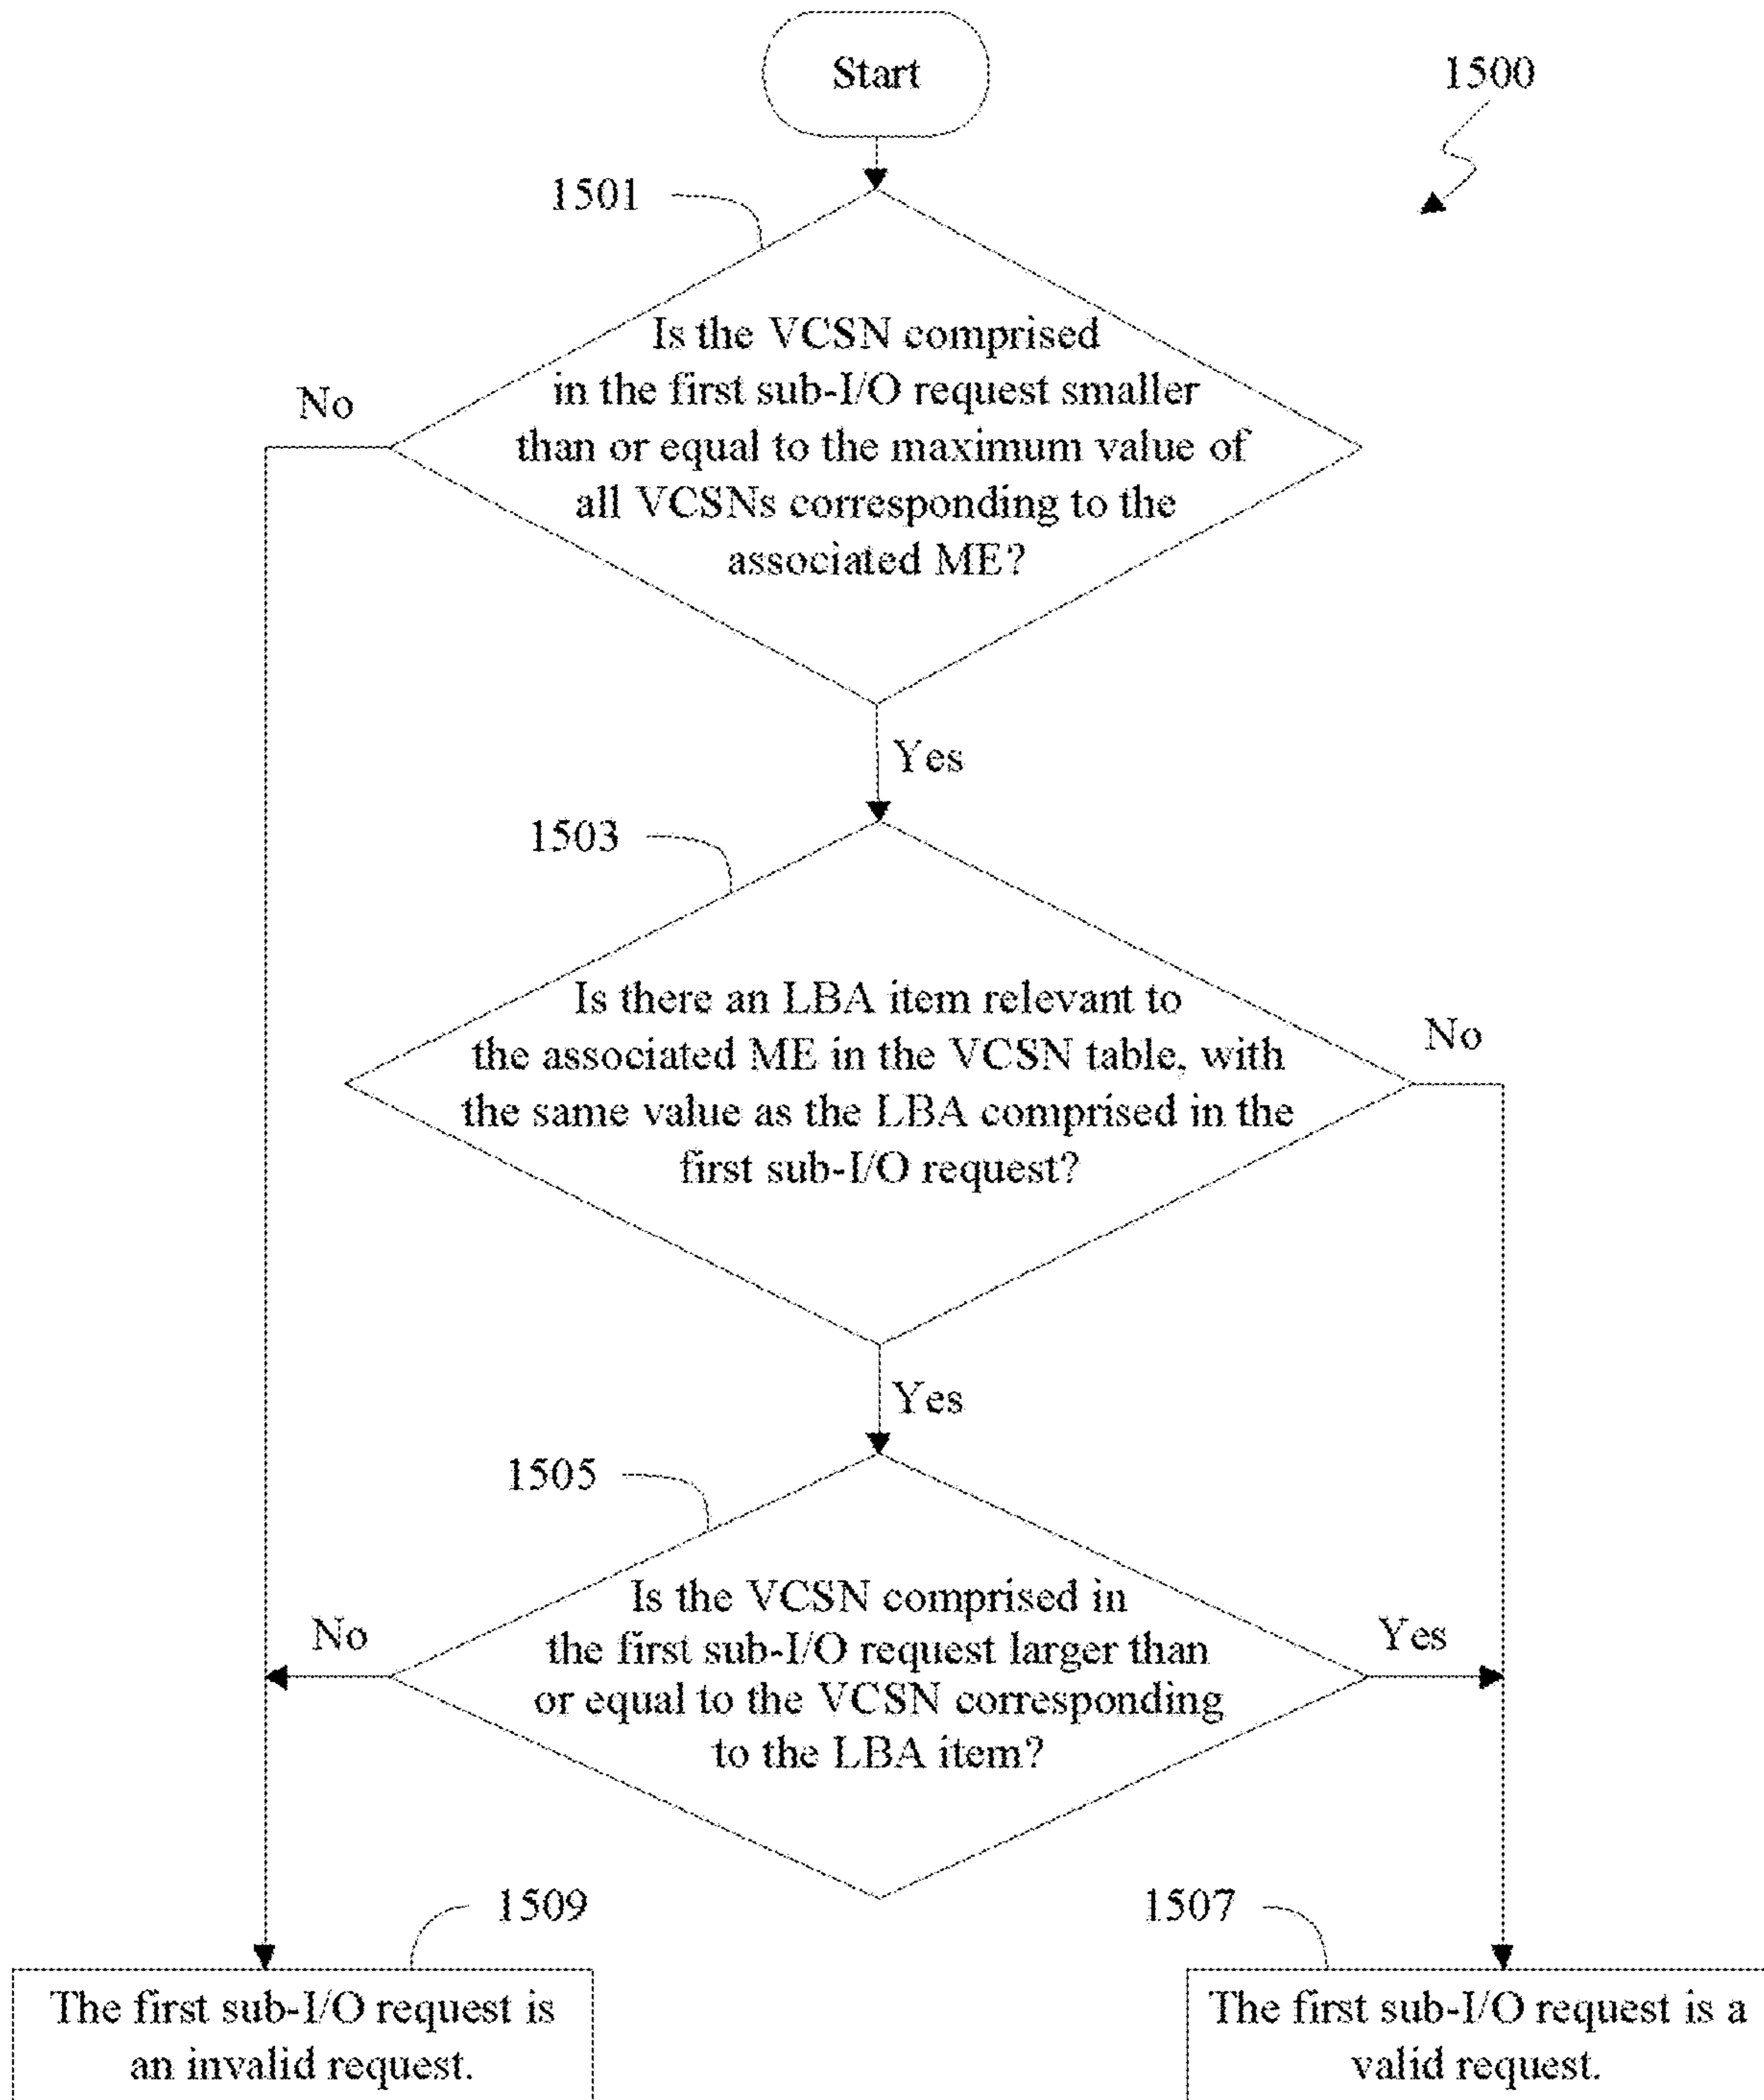 Start
1500
1501
Is the VCSN comprised
in the first sub-I/O request smaller
than or equal to the maximum value of
all VCSNs corresponding to the
associated ME?
No
Yes
1503
Is there an LBA item relevant to
the associated ME in the VCSN table, with
the same value as the LBA comprised in the
first sub-I/O request?
No
Yes
1505
Is the VCSN comprised in
the first sub-I/O request larger than
or equal to the VCSN corresponding
to the LBA item?
No
Yes
1509
The first sub-I/O request is
an invalid request.
1507
The first sub-I/O request is a
valid request.